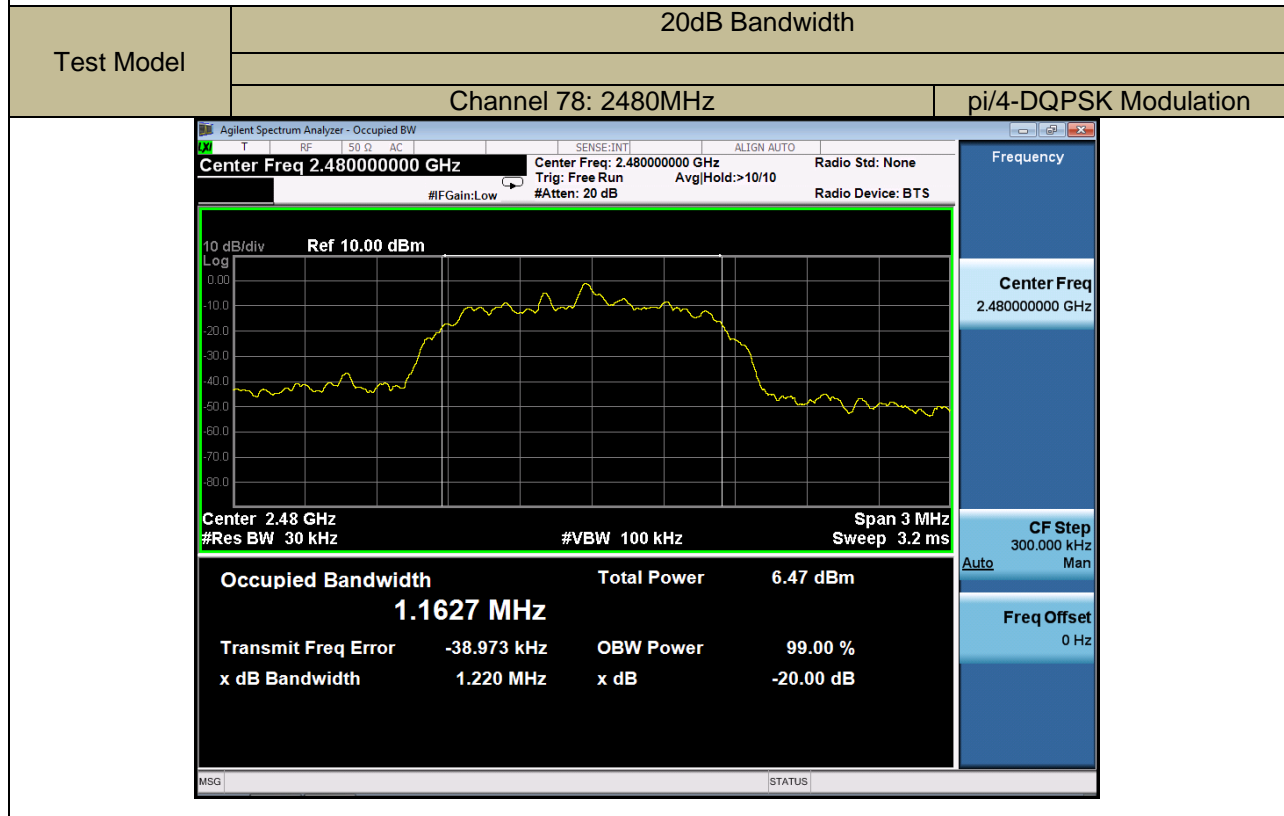 20dB Bandwidth
Test Model
Channel 78: 2480MHz pi/4-DQPSK Modulation
Agilent Spectrum Analyzer - Occupied BW
LXI T RF 50 Ω AC SENSE:INT ALIGN AUTO
Center Freq 2.480000000 GHz
Center Freq: 2.480000000 GHz Radio Std: None
Trig: Free Run Avg|Hold:>10/10
#IFGain:Low #Atten: 20 dB Radio Device: BTS
10 dB/div Ref 10.00 dBm
Log
0.00
-10.0
-20.0
-30.0
-40.0
-50.0
-60.0
-70.0
-80.0
Center 2.48 GHz Span 3 MHz
#Res BW 30 kHz #VBW 100 kHz Sweep 3.2 ms
Occupied Bandwidth Total Power 6.47 dBm
1.1627 MHz
Transmit Freq Error -38.973 kHz OBW Power 99.00 %
x dB Bandwidth 1.220 MHz x dB -20.00 dB
MSG STATUS
Frequency
Center Freq
2.480000000 GHz
CF Step
300.000 kHz
Auto Man
Freq Offset
0 Hz